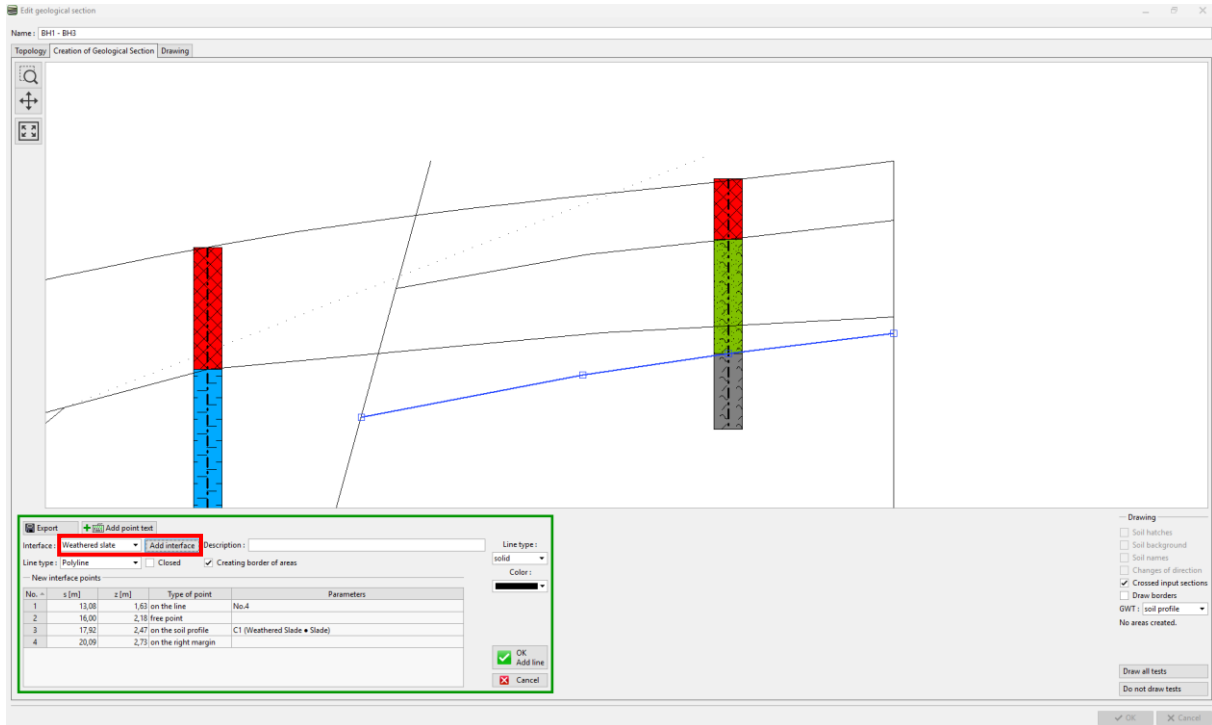 Edit geological section
Name : BH1 - BH3
Topology Creation of Geological Section Drawing
Export Add point text
Interface : Weathered slate Add interface Description :
Line type : Polyline Closed Creating border of areas
Line type :
solid
Color :
New interface points
No. s [m] z [m] Type of point Parameters
1 13,08 1,63 on the line No.4
2 16,00 2,18 free point
3 17,92 2,47 on the soil profile C1 (Weathered Slade • Slade)
4 20,09 2,73 on the right margin
OK
Add line
Cancel
Drawing
Soil hatches
Soil background
Soil names
Changes of direction
Crossed input sections
Draw borders
GWT : soil profile
No areas created.
Draw all tests
Do not draw tests
OK Cancel